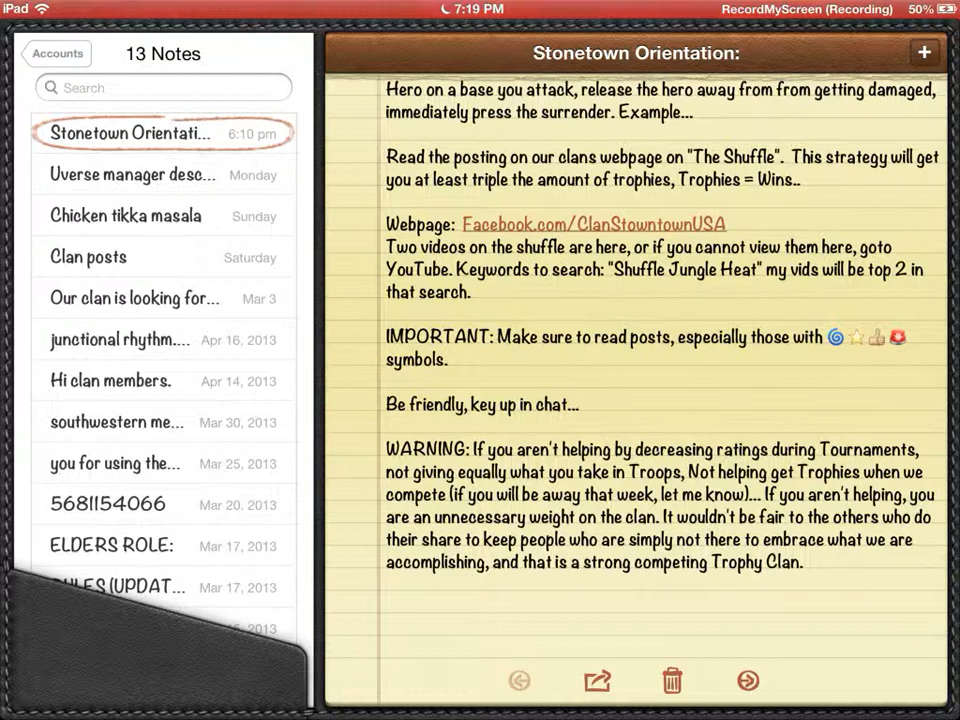 iPad
7:19 PM
RecordMyScreen (Recording)
50%
Accounts
13 Notes
Search
Stonetown Orientati... 6:10 pm
Uverse manager desc... Monday
Chicken tikka masala Sunday
Clan posts Saturday
Our clan is looking for... Mar 3
junctional rhythm.... Apr 16, 2013
Hi clan members. Apr 14, 2013
southwestern me... Mar 30, 2013
you for using the... Mar 25, 2013
5681154066 Mar 20, 2013
ELDERS ROLE: Mar 17, 2013
RULES (UPDAT... Mar 17, 2013
2013
Stonetown Orientation:
+
Hero on a base you attack, release the hero away from from getting damaged,
immediately press the surrender. Example...
Read the posting on our clans webpage on "The Shuffle". This strategy will get
you at least triple the amount of trophies, Trophies = Wins..
Webpage: Facebook.com/ClanStowntownUSA
Two videos on the shuffle are here, or if you cannot view them here, goto
YouTube. Keywords to search: "Shuffle Jungle Heat" my vids will be top 2 in
that search.
IMPORTANT: Make sure to read posts, especially those with 🌀⭐👍🚨
symbols.
Be friendly, key up in chat...
WARNING: If you aren't helping by decreasing ratings during Tournaments,
not giving equally what you take in Troops, Not helping get Trophies when we
compete (if you will be away that week, let me know)... If you aren't helping, you
are an unnecessary weight on the clan. It wouldn't be fair to the others who do
their share to keep people who are simply not there to embrace what we are
accomplishing, and that is a strong competing Trophy Clan.